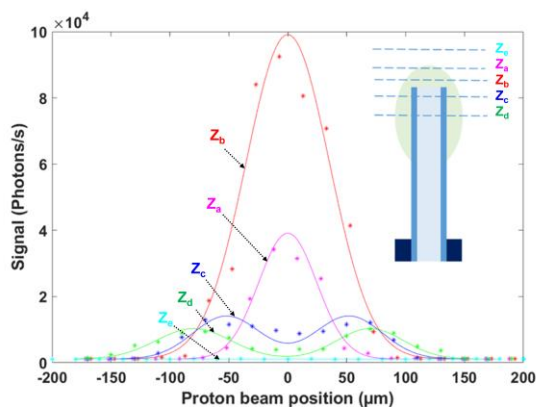 × 10⁴
10
8
6
4
2
0
Signal (Photons/s)
-200 -150 -100 -50 0 50 100 150 200
Proton beam position (µm)
Z_b
Z_a
Z_c
Z_d
Z_e
Z_e
Z_a
Z_b
Z_c
Z_d